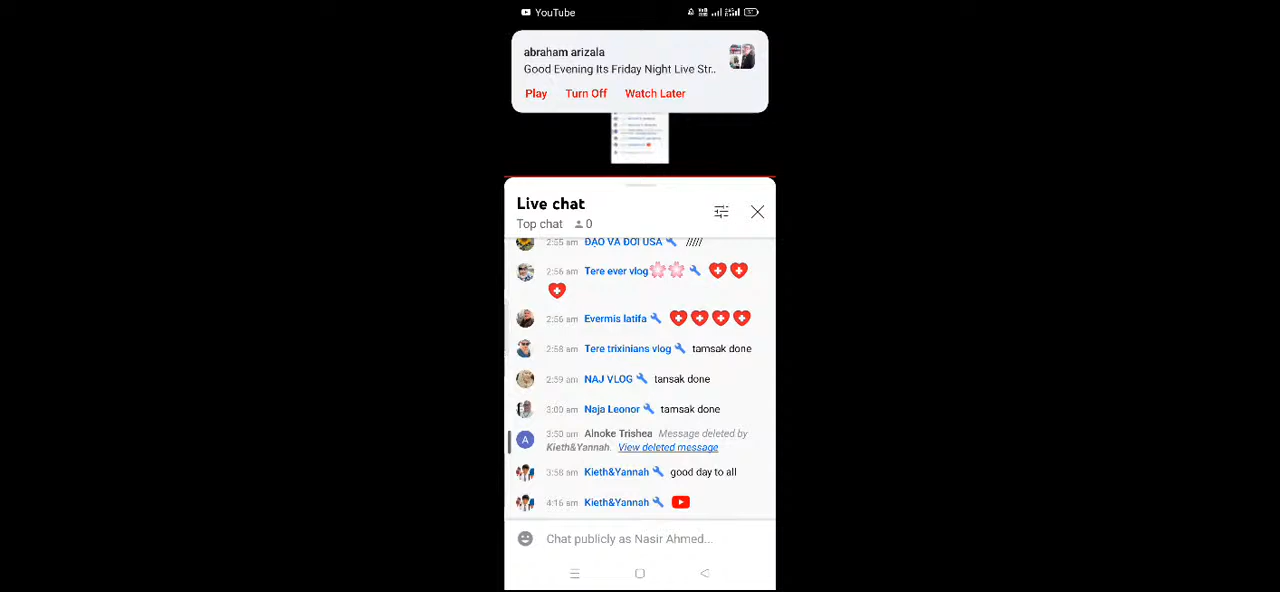 YouTube
abraham arizala
Good Evening Its Friday Night Live Str..
Play Turn Off Watch Later
Live chat
Top chat 0
2:55 am ĐẠO VÀ ĐỜI USA /////
2:56 am Tere ever vlog
2:56 am Evermis latifa
2:58 am Tere trixinians vlog tamsak done
2:59 am NAJ VLOG tansak done
3:00 am Naja Leonor tamsak done
A 3:50 am Alnoke Trishea Message deleted by
Kieth&Yannah. View deleted message
3:58 am Kieth&Yannah good day to all
4:16 am Kieth&Yannah
Chat publicly as Nasir Ahmed...